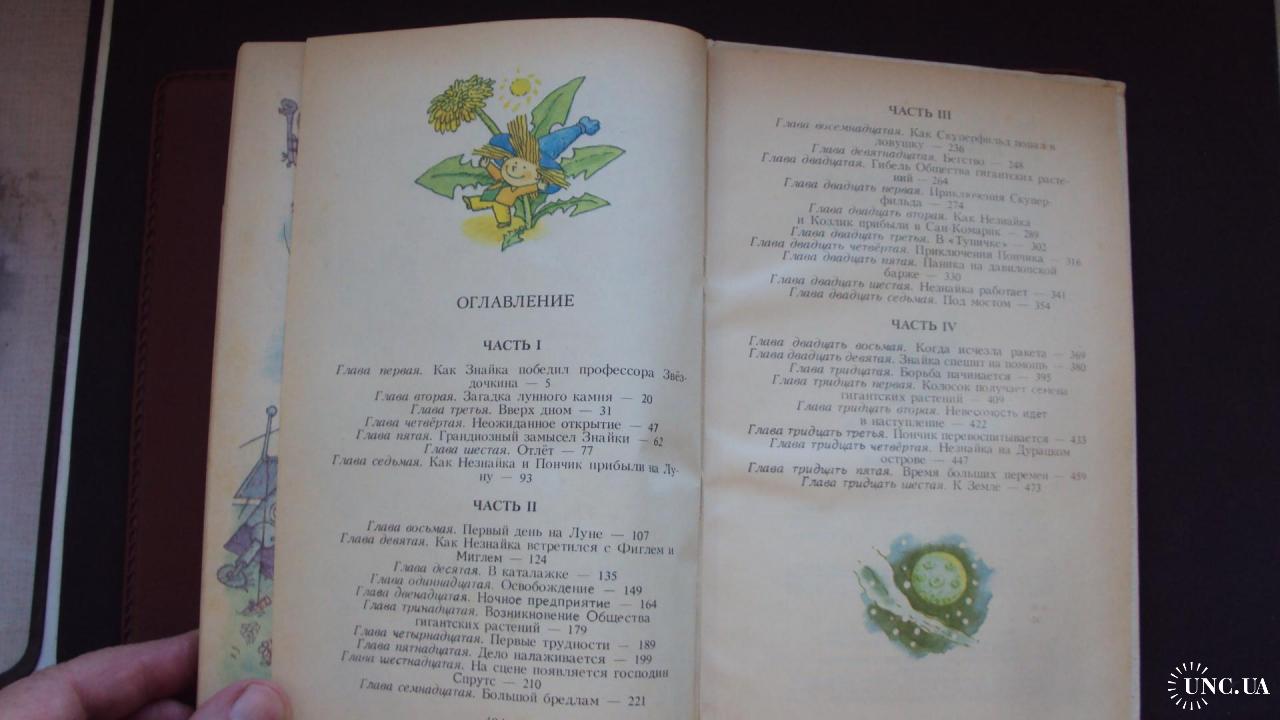 ОГЛАВЛЕНИЕ
ЧАСТЬ I
Глава первая. Как Знайка победил профессора Звёз-
дочкина — 5
Глава вторая. Загадка лунного камня — 20
Глава третья. Вверх дном — 31
Глава четвёртая. Неожиданное открытие — 47
Глава пятая. Грандиозный замысел Знайки — 62
Глава шестая. Отлёт — 77
Глава седьмая. Как Незнайка и Пончик прибыли на Лу-
ну — 93
ЧАСТЬ II
Глава восьмая. Первый день на Луне — 107
Глава девятая. Как Незнайка встретился с Фиглем и
Миглем — 124
Глава десятая. В каталажке — 135
Глава одиннадцатая. Освобождение — 149
Глава двенадцатая. Ночное предприятие — 164
Глава тринадцатая. Возникновение Общества
гигантских растений — 179
Глава четырнадцатая. Первые трудности — 189
Глава пятнадцатая. Дело налаживается — 199
Глава шестнадцатая. На сцене появляется господин
Спрутс — 210
Глава семнадцатая. Большой бредлам — 221
ЧАСТЬ III
Глава восемнадцатая. Как Скуперфильд попал в
ловушку — 236
Глава девятнадцатая. Бегство — 248
Глава двадцатая. Гибель Общества гигантских расте-
ний — 264
Глава двадцать первая. Приключения Скупер-
фильда — 274
Глава двадцать вторая. Как Незнайка
и Козлик прибыли в Сан-Комарик — 289
Глава двадцать третья. В «Тупичке» — 302
Глава двадцать четвёртая. Приключения Пончика — 316
Глава двадцать пятая. Паника на давилонской
барже — 330
Глава двадцать шестая. Незнайка работает — 341
Глава двадцать седьмая. Под мостом — 354
ЧАСТЬ IV
Глава двадцать восьмая. Когда исчезла ракета — 369
Глава двадцать девятая. Знайка спешит на помощь — 380
Глава тридцатая. Борьба начинается — 395
Глава тридцать первая. Колосок получает семена
гигантских растений — 409
Глава тридцать вторая. Невесомость идет
в наступление — 422
Глава тридцать третья. Пончик перевоспитывается — 433
Глава тридцать четвёртая. Незнайка на Дурацком
острове — 447
Глава тридцать пятая. Время больших перемен — 459
Глава тридцать шестая. К Земле — 473
UNC.UA